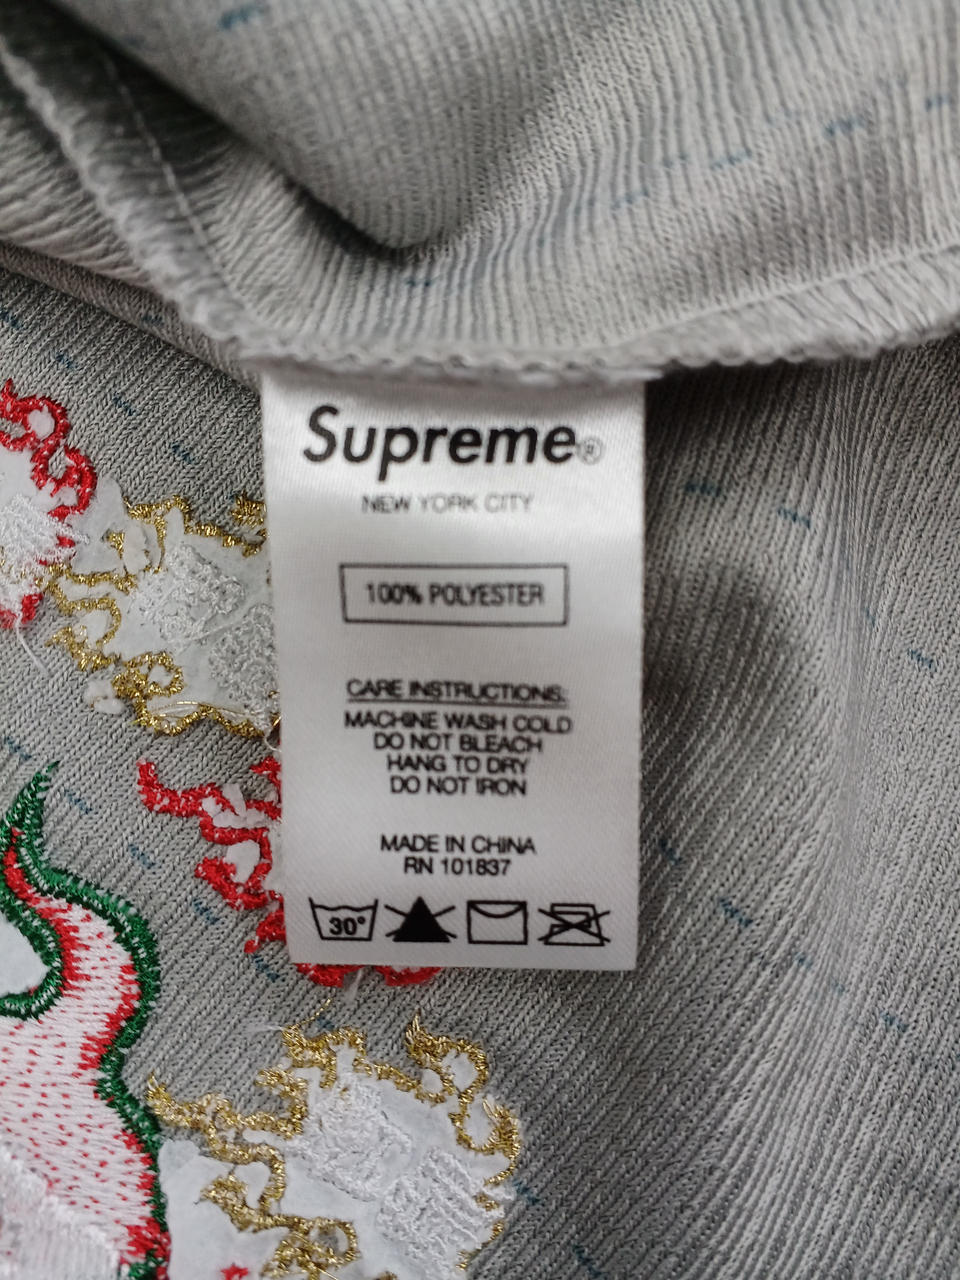 Supreme®
NEW YORK CITY
100% POLYESTER
CARE INSTRUCTIONS:
MACHINE WASH COLD
DO NOT BLEACH
HANG TO DRY
DO NOT IRON
MADE IN CHINA
RN 101837
30°